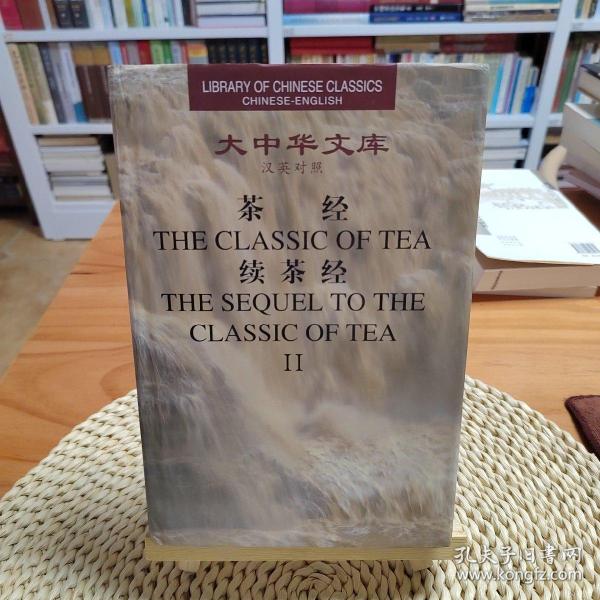 LIBRARY OF CHINESE CLASSICS
CHINESE-ENGLISH
大中华文库
汉英对照
茶 经
THE CLASSIC OF TEA
续茶经
THE SEQUEL TO THE
CLASSIC OF TEA
II
孔夫子旧书网
www.kongfz.com